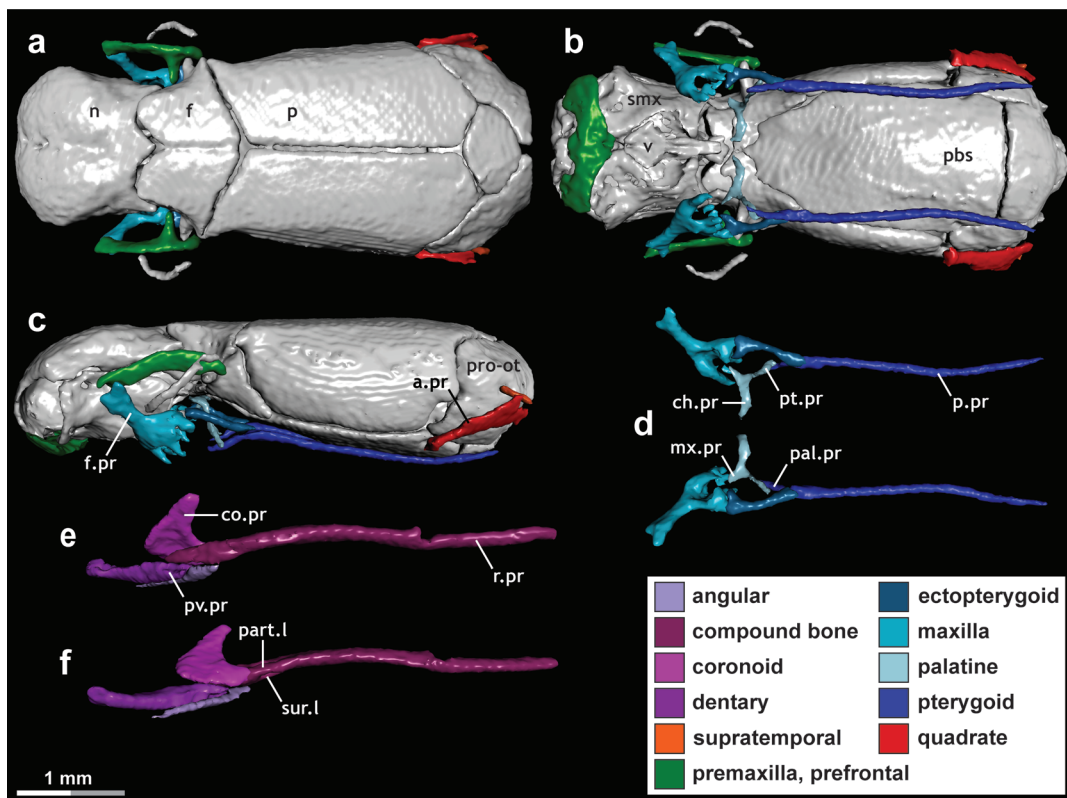 a
b
n
f
p
smx
v
pbs
c
pro-ot
a.pr
f.pr
ch.pr
pt.pr
p.pr
d
mx.pr
pal.pr
e
co.pr
r.pr
pv.pr
f
part.l
sur.l
angular
compound bone
coronoid
dentary
supratemporal
premaxilla, prefrontal
ectopterygoid
maxilla
palatine
pterygoid
quadrate
1 mm